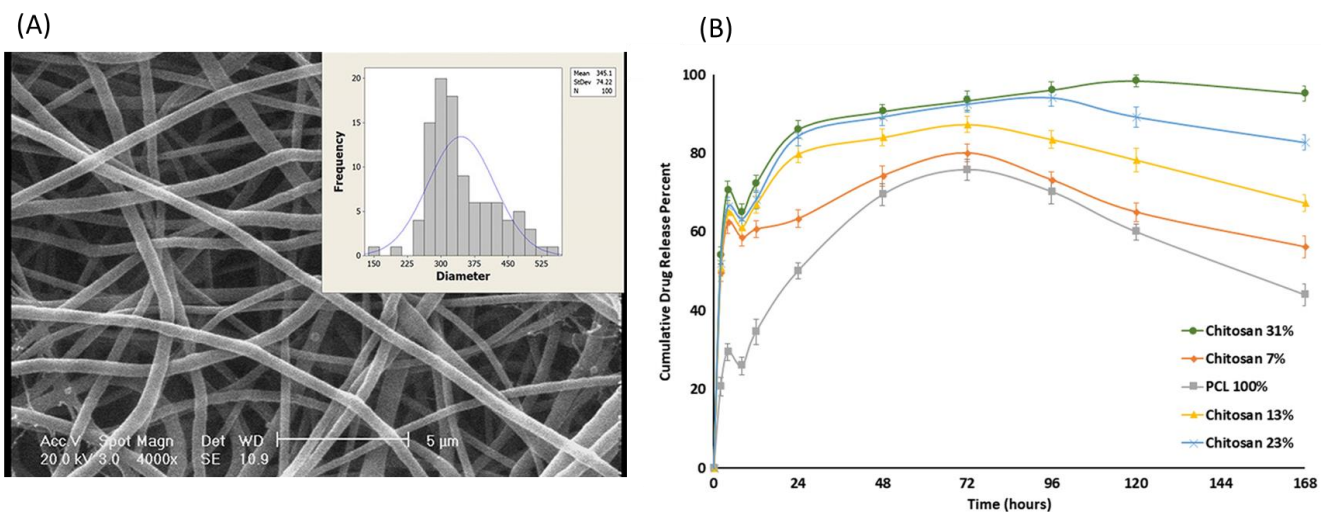 (A)
Mean 345.1
StDev 74.22
N 100
20
15
10
5
0
Frequency
150 225 300 375 450 525
Diameter
Acc.V Spot Magn Det WD 5 µm
20.0 kV 3.0 4000x SE 10.9
(B)
100
80
60
40
20
0
Cumulative Drug Release Percent
0 24 48 72 96 120 144 168
Time (hours)
Chitosan 31%
Chitosan 7%
PCL 100%
Chitosan 13%
Chitosan 23%